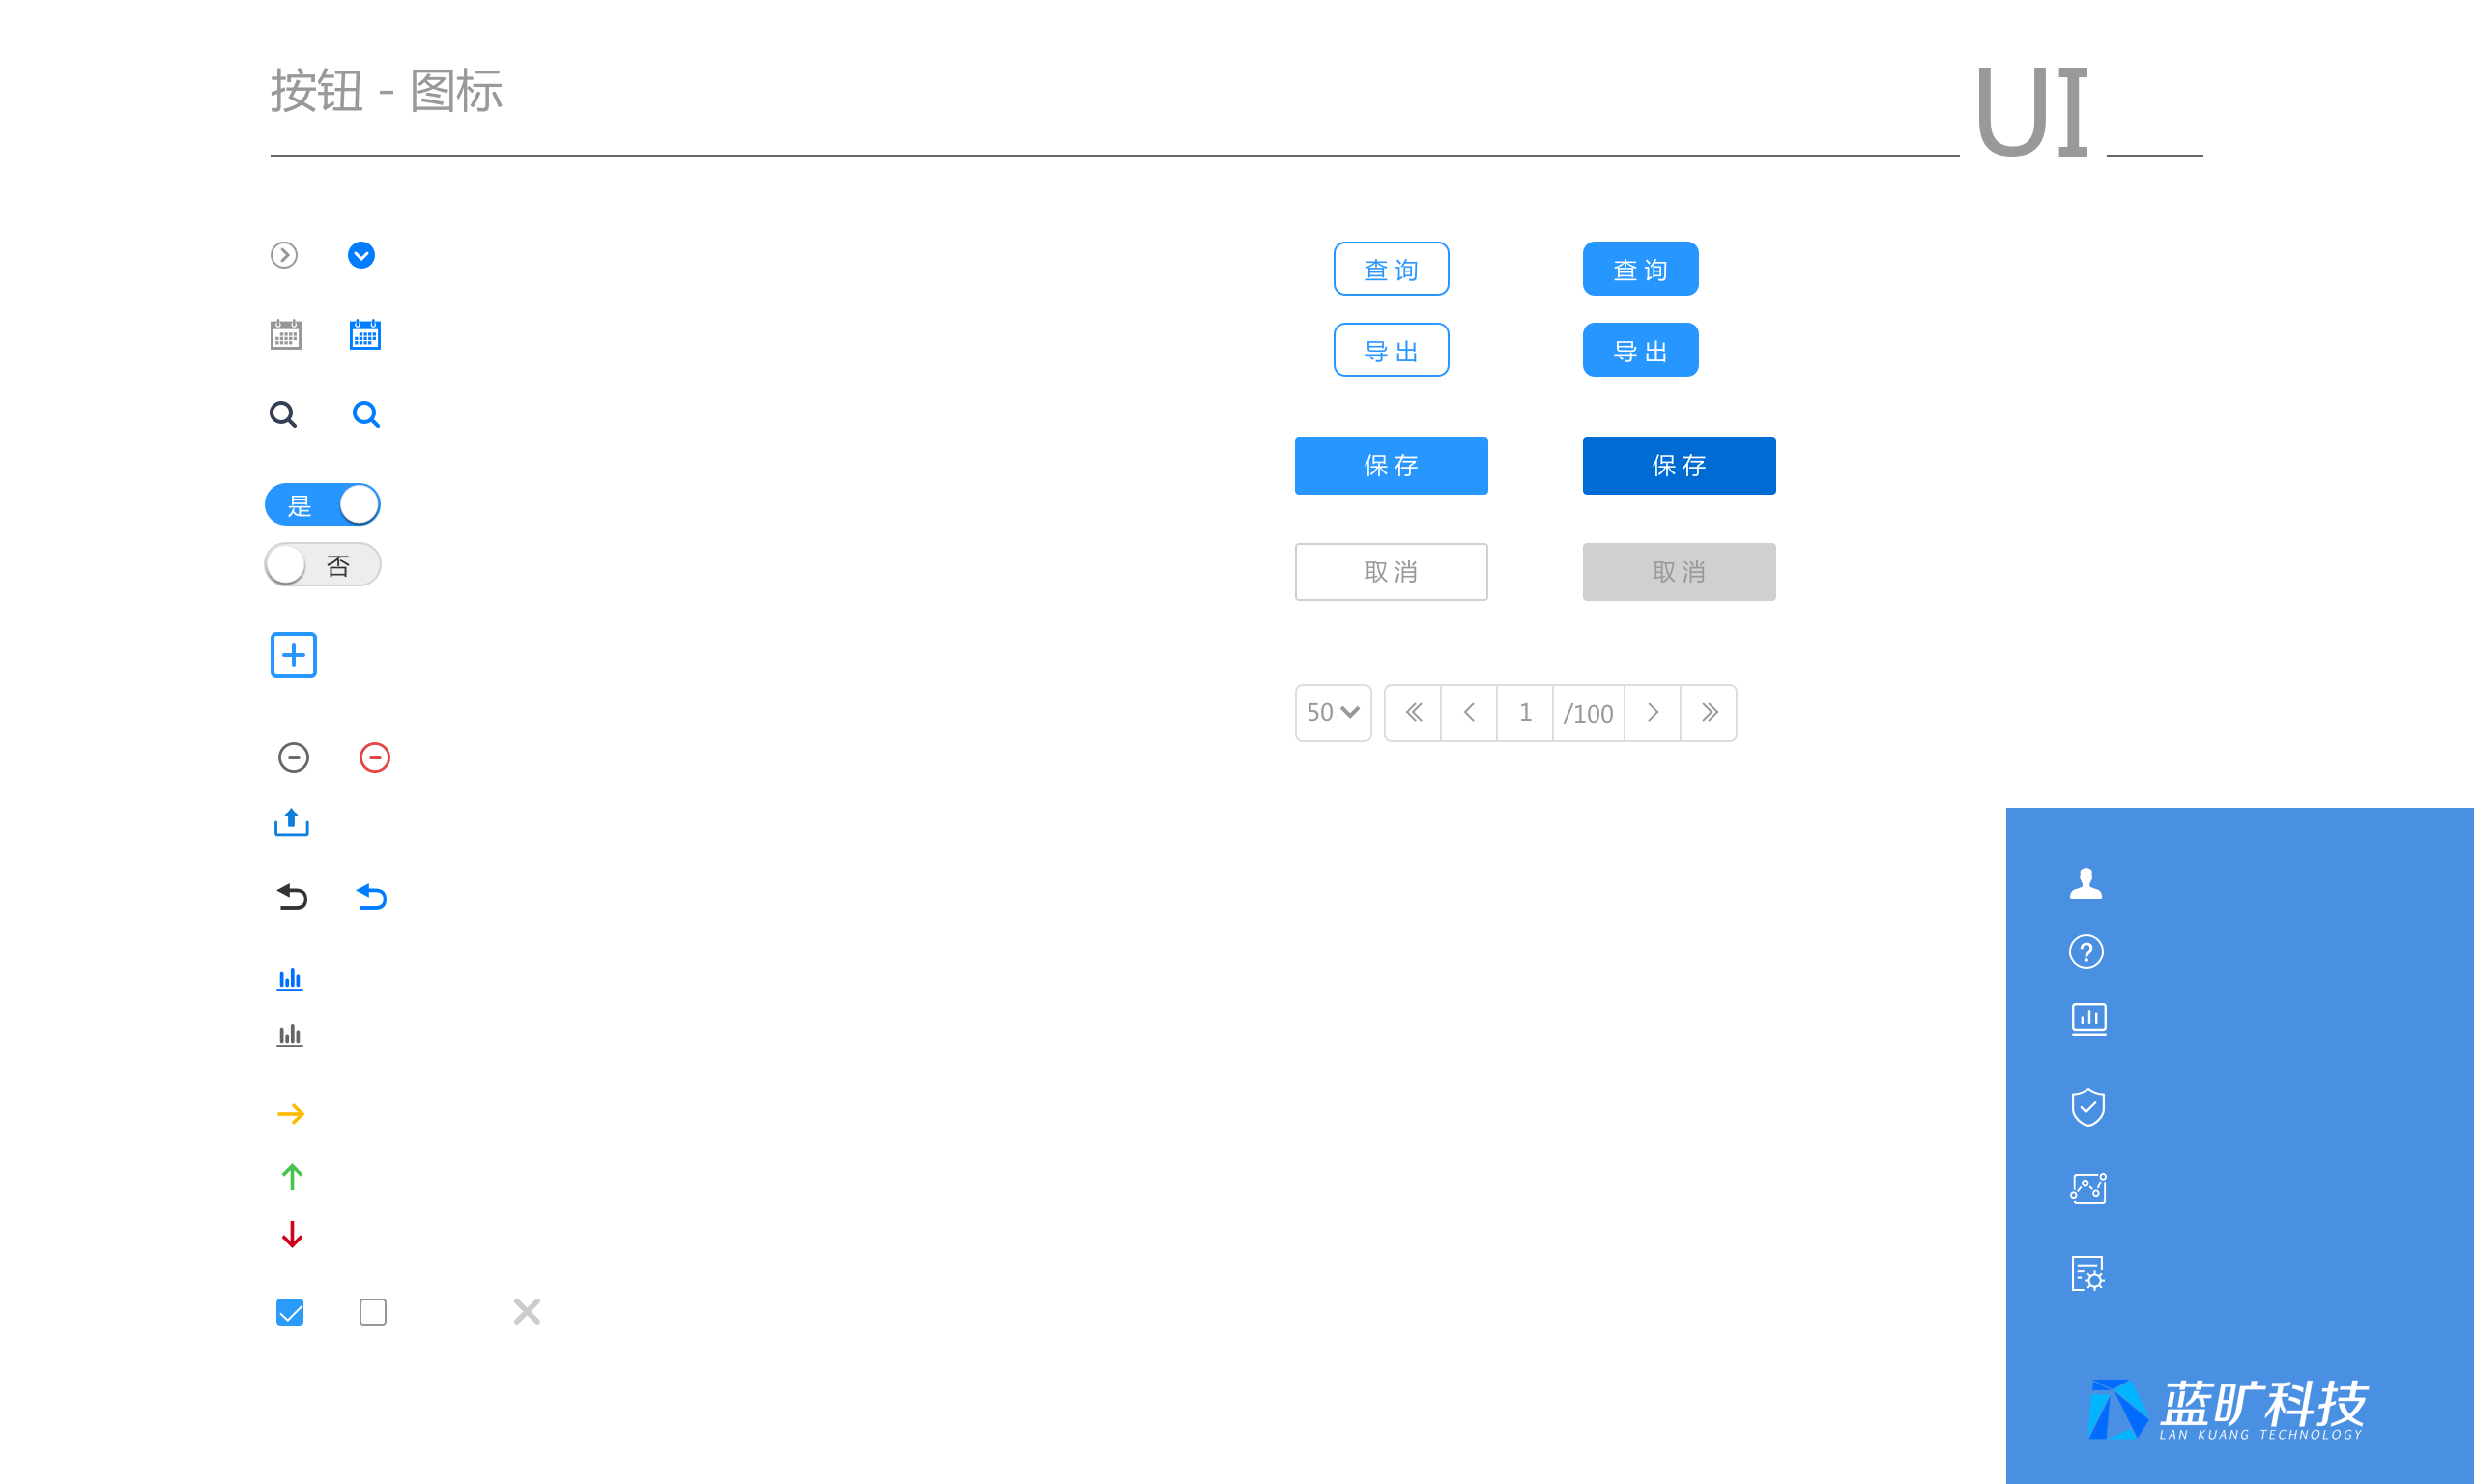 按钮 - 图标
UI
查询
查询
导出
导出
保存
保存
是
否
取消
取消
50
1
/100
蓝旷科技
LAN KUANG TECHNOLOGY